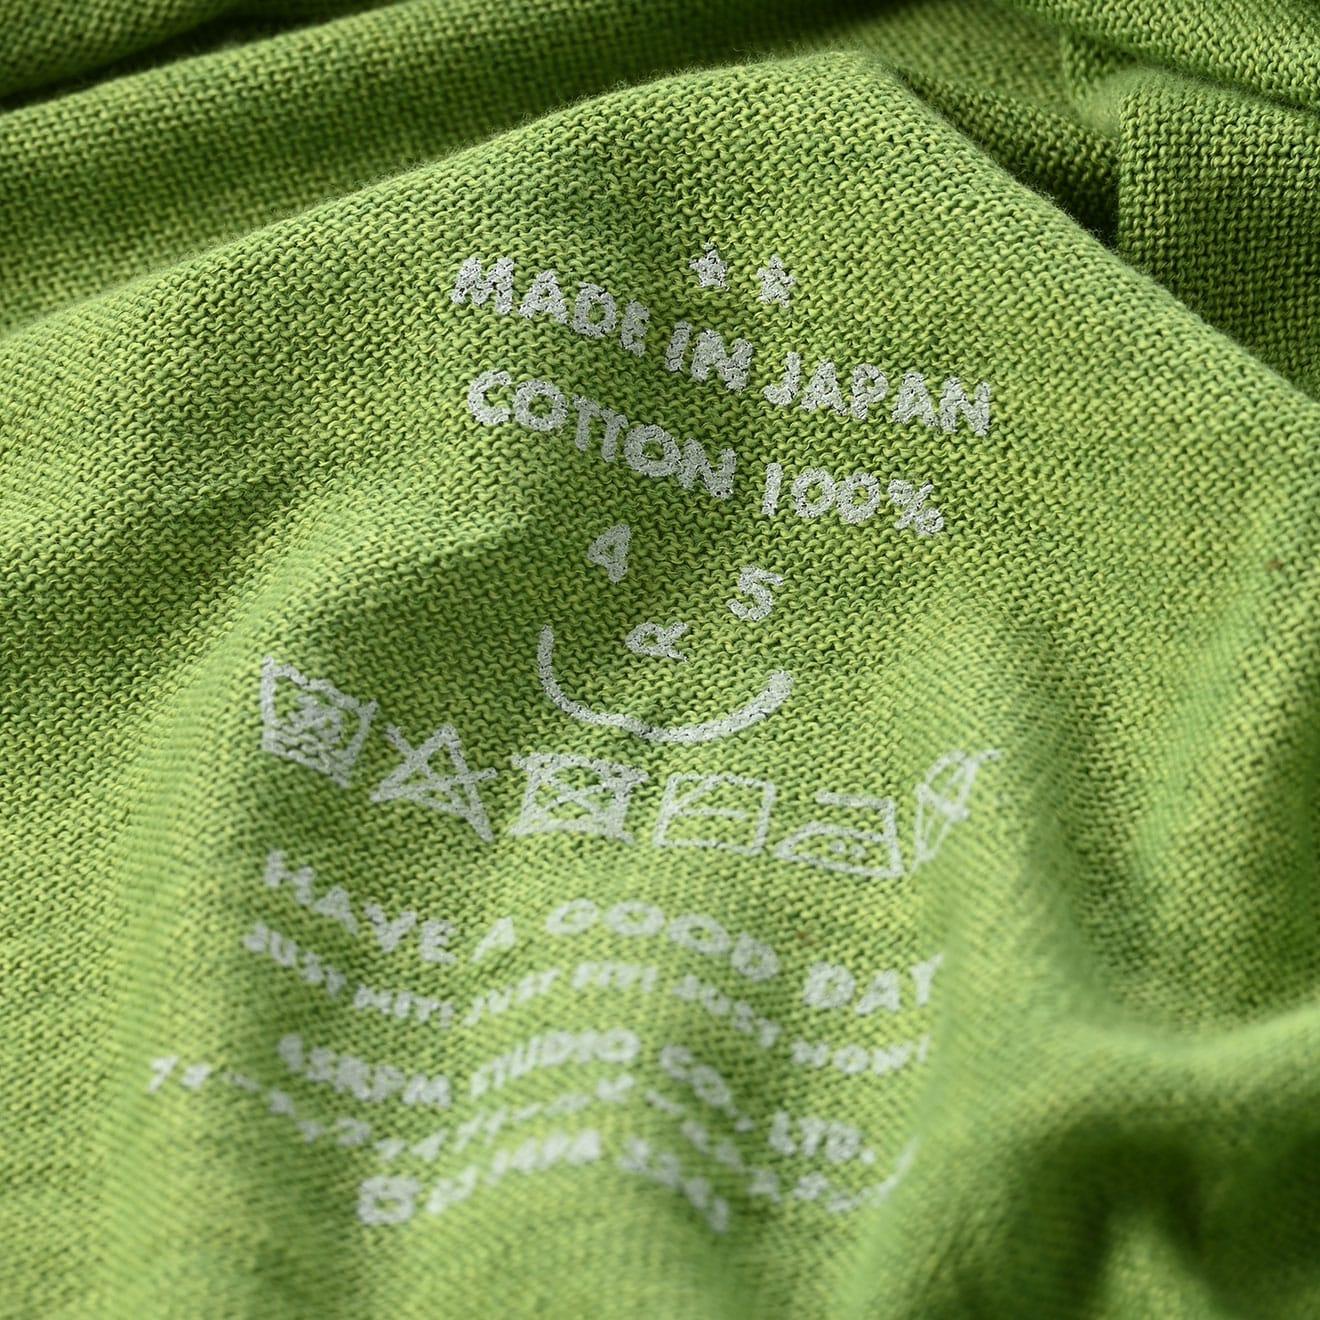 MADE IN JAPAN
COTTON 100%
4 5
R
HAVE A GOOD DAY
JUST HIT! JUST FIT! JUST NOW!
45RPM STUDIO CO., LTD.